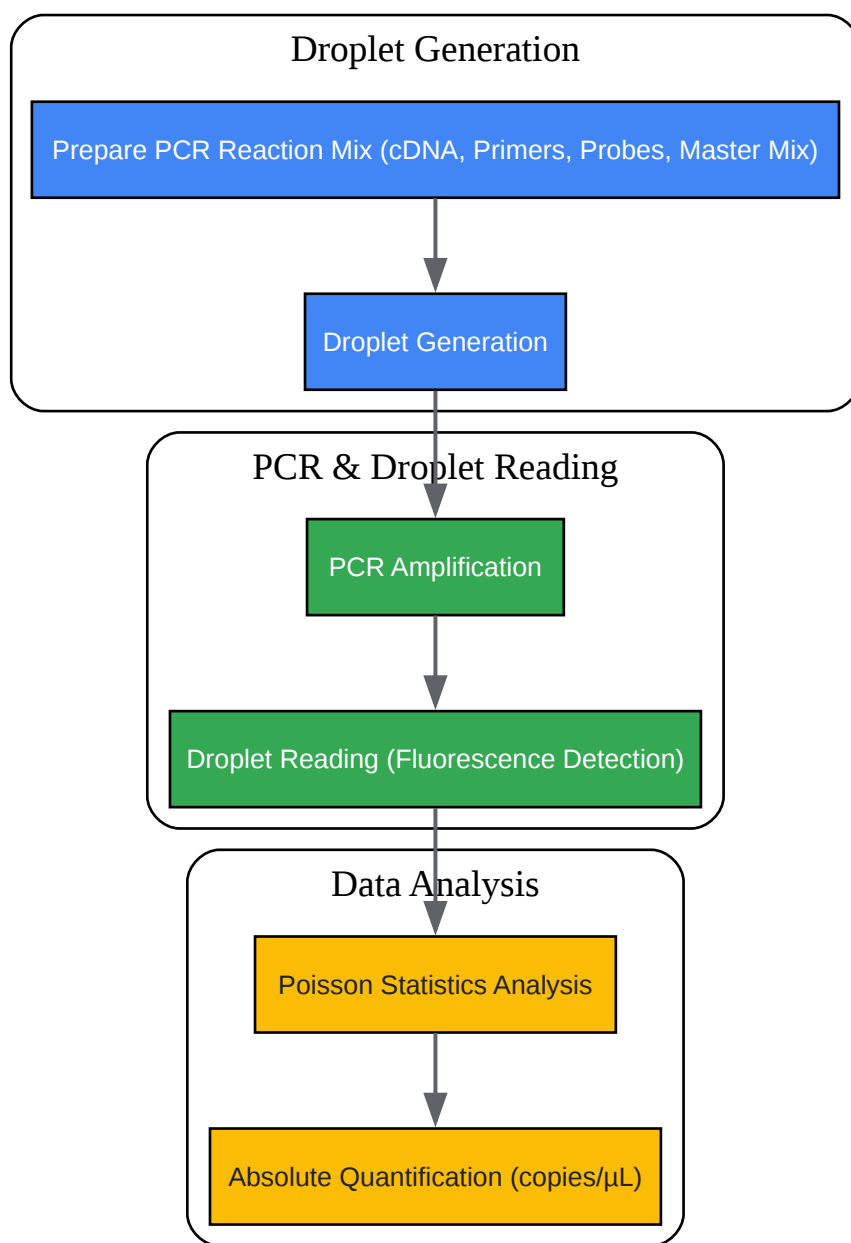 Droplet Generation
Prepare PCR Reaction Mix (cDNA, Primers, Probes, Master Mix)
Droplet Generation
PCR & Droplet Reading
PCR Amplification
Droplet Reading (Fluorescence Detection)
Data Analysis
Poisson Statistics Analysis
Absolute Quantification (copies/µL)